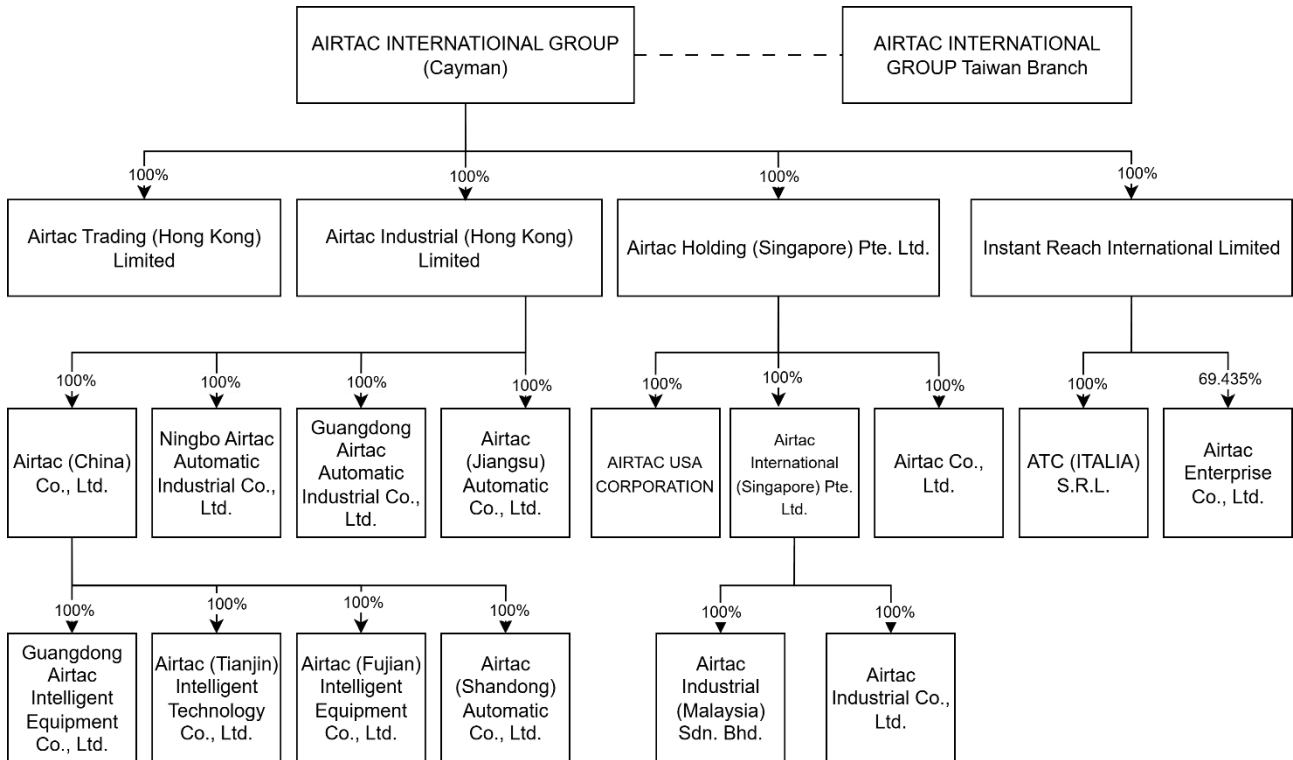 AIRTAC INTERNATIOINAL GROUP
(Cayman)
AIRTAC INTERNATIONAL
GROUP Taiwan Branch
100%
100%
100%
100%
Airtac Trading (Hong Kong)
Limited
Airtac Industrial (Hong Kong)
Limited
Airtac Holding (Singapore) Pte. Ltd.
Instant Reach International Limited
100%
100%
100%
100%
100%
100%
100%
100%
69.435%
Airtac (China)
Co., Ltd.
Ningbo Airtac
Automatic
Industrial Co.,
Ltd.
Guangdong
Airtac
Automatic
Industrial Co.,
Ltd.
Airtac
(Jiangsu)
Automatic
Co., Ltd.
AIRTAC USA
CORPORATION
Airtac
International
(Singapore) Pte.
Ltd.
Airtac Co.,
Ltd.
ATC (ITALIA)
S.R.L.
Airtac
Enterprise
Co., Ltd.
100%
100%
100%
100%
100%
100%
Guangdong
Airtac
Intelligent
Equipment
Co., Ltd.
Airtac (Tianjin)
Intelligent
Technology
Co., Ltd.
Airtac (Fujian)
Intelligent
Equipment
Co., Ltd.
Airtac
(Shandong)
Automatic
Co., Ltd.
Airtac
Industrial
(Malaysia)
Sdn. Bhd.
Airtac
Industrial Co.,
Ltd.